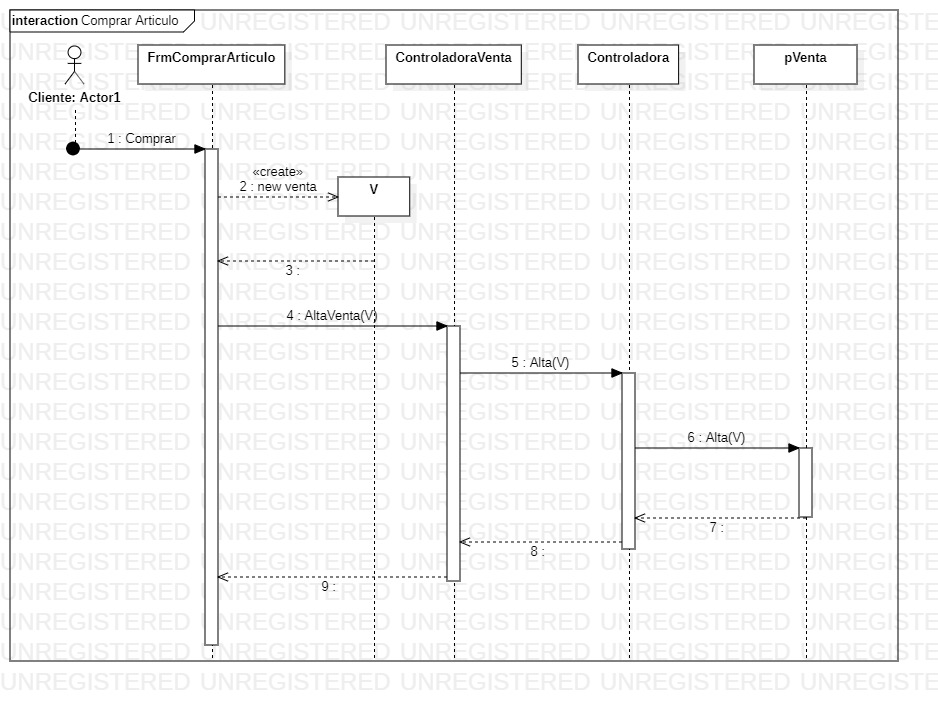 interaction Comprar Articulo
Cliente: Actor1
FrmComprarArticulo
ControladoraVenta
Controladora
pVenta
1 : Comprar
«create»
2 : new venta
V
3 :
4 : AltaVenta(V)
5 : Alta(V)
6 : Alta(V)
7 :
8 :
9 :
UNREGISTERED